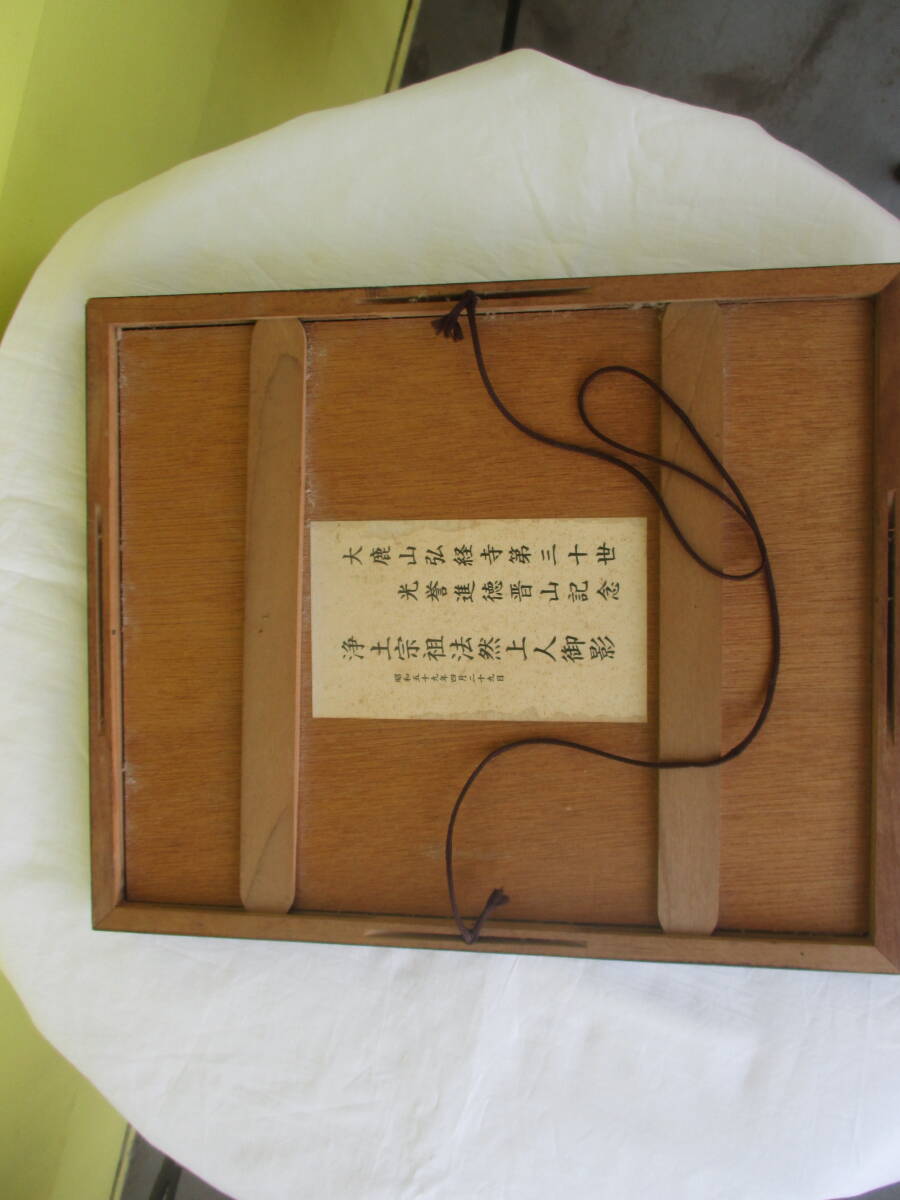 大鹿山弘経寺第三十世
光誉進徳晋山記念
浄土宗祖法然上人御影
昭和五十九年四月二十九日